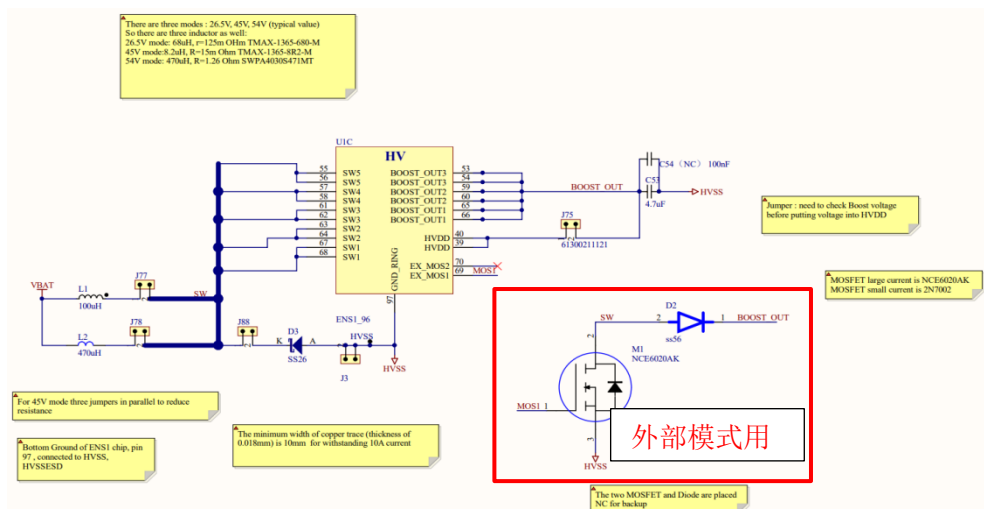 There are three modes : 26.5V, 45V, 54V (typical value)
So there are three inductor as well:
26.5V mode: 68uH, r=125m OHm TMAX-1365-680-M
45V mode:8.2uH, R=15m Ohm TMAX-1365-8R2-M
54V mode: 470uH, R=1.26 Ohm SWPA4030S471MT
U1C
HV
55 SW5 BOOST_OUT3 53
56 SW5 BOOST_OUT3 54
57 SW4 BOOST_OUT2 59
58 SW4 BOOST_OUT2 60
61 SW3 BOOST_OUT1 65
62 SW3 BOOST_OUT1 66
63 SW2
64 SW2 HVDD 40
67 SW1 HVDD 39
68 SW1
EX_MOS2 70
EX_MOS1 69 MOS1
GND_RING
97
ENS1_96
BOOST_OUT
C54（NC） 100nF
C53
4.7uF
HVSS
J75
61300211121
Jumper : need to check Boost voltage
before putting voltage into HVDD
VBAT
L1
100uH
J77
SW
L2
470uH
J78
J88
D3
K A
SS26
HVSS
J3
HVSS
MOSFET large current is NCE6020AK
MOSFET small current is 2N7002
D2
SW 2 1 BOOST_OUT
ss56
2
M1
NCE6020AK
MOS1 1
3
HVSS
外部模式用
For 45V mode three jumpers in parallel to reduce
resistance
Bottom Ground of ENS1 chip, pin
97 , connected to HVSS,
HVSSESD
The minimum width of copper trace (thickness of
0.018mm) is 10mm for withstanding 10A current
The two MOSFET and Diode are placed
NC for backup